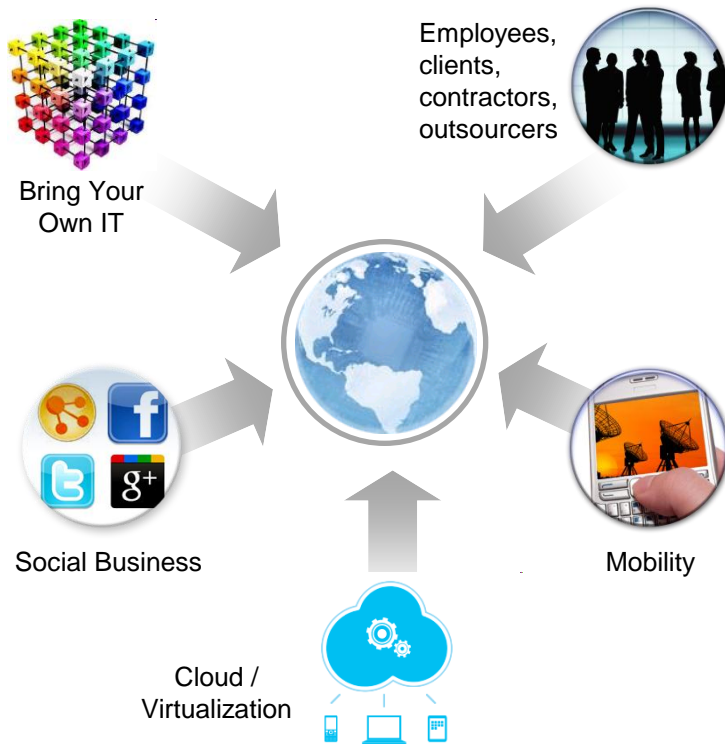 Employees,
clients,
contractors,
outsourcers
Bring Your
Own IT
f
t
g+
Social Business
Mobility
Cloud /
Virtualization